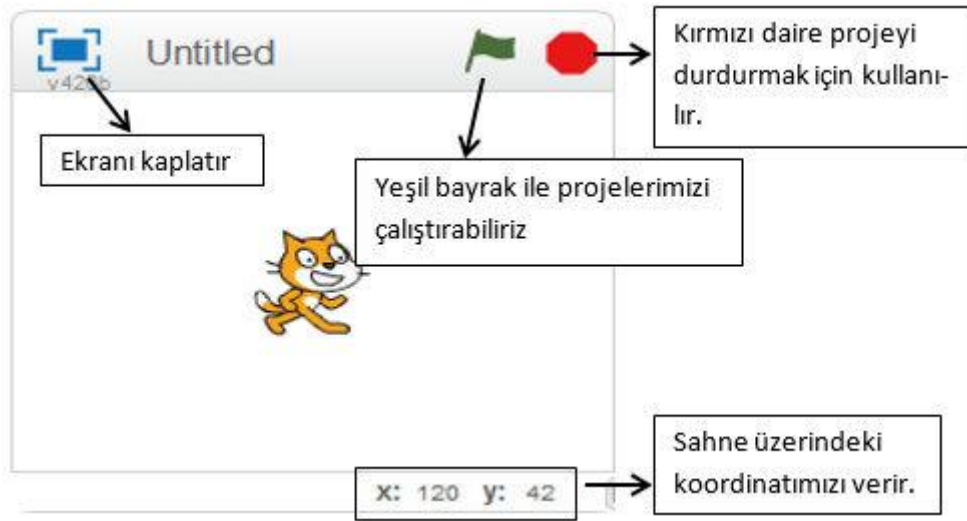 Untitled
v426b
Kırmızı daire projeyi
durdurmak için kullanı-
lır.
Ekranı kaplatır
Yeşil bayrak ile projelerimizi
çalıştırabiliriz
Sahne üzerindeki
koordinatımızı verir.
x: 120 y: 42